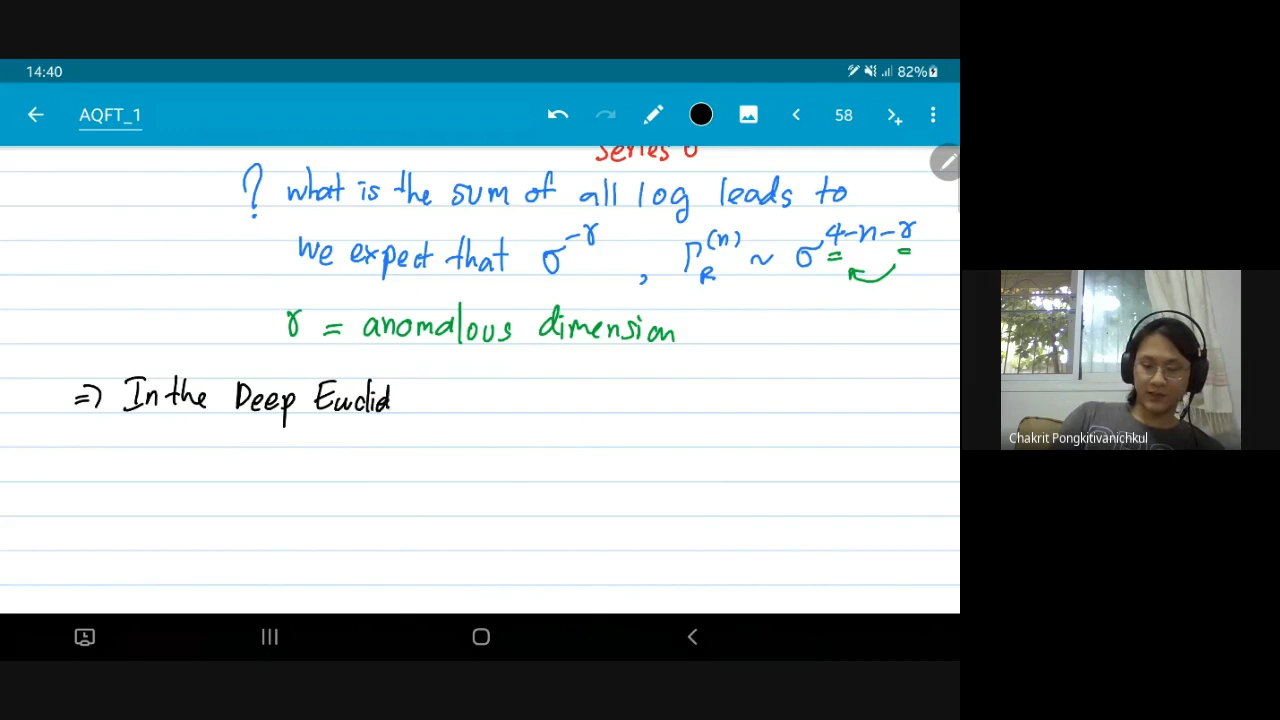 14:40 82%
AQFT_1 58
series
? what is the sum of all log leads to
we expect that σ^{-γ} , Γ_R^{(n)} ~ σ^{4-n-γ}
γ = anomalous dimension
⇒ In the Deep Euclid
Chakrit Pongkitivanichkul